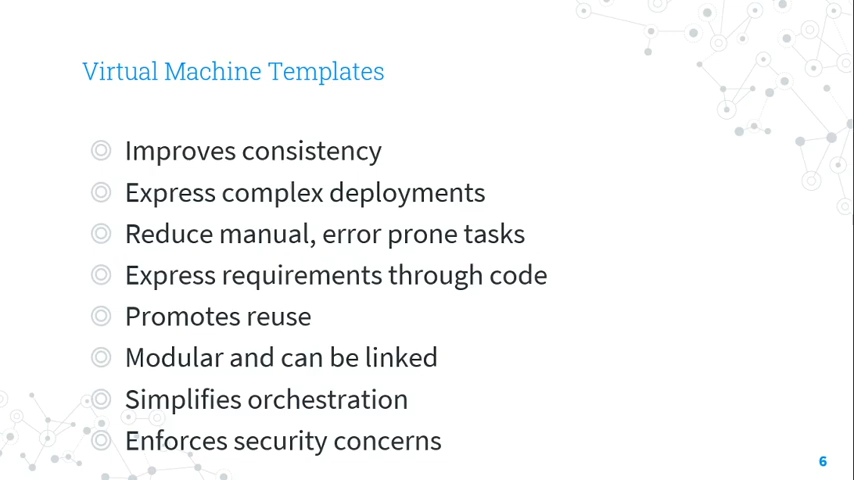 Virtual Machine Templates
Improves consistency
Express complex deployments
Reduce manual, error prone tasks
Express requirements through code
Promotes reuse
Modular and can be linked
Simplifies orchestration
Enforces security concerns
6